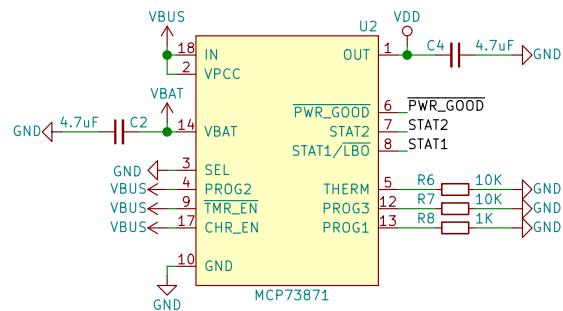 VBUS
VDD
U2
18 IN
OUT 1
C4 4.7uF GND
2 VPCC
VBAT
PWR_GOOD 6 PWR_GOOD
GND 4.7uF C2 14 VBAT
STAT2 7 STAT2
STAT1/LBO 8 STAT1
GND 3 SEL
VBUS 4 PROG2
THERM 5 R6 10K GND
VBUS 9 TMR_EN
PROG3 12 R7 10K GND
VBUS 17 CHR_EN
PROG1 13 R8 1K GND
10 GND
GND
MCP73871